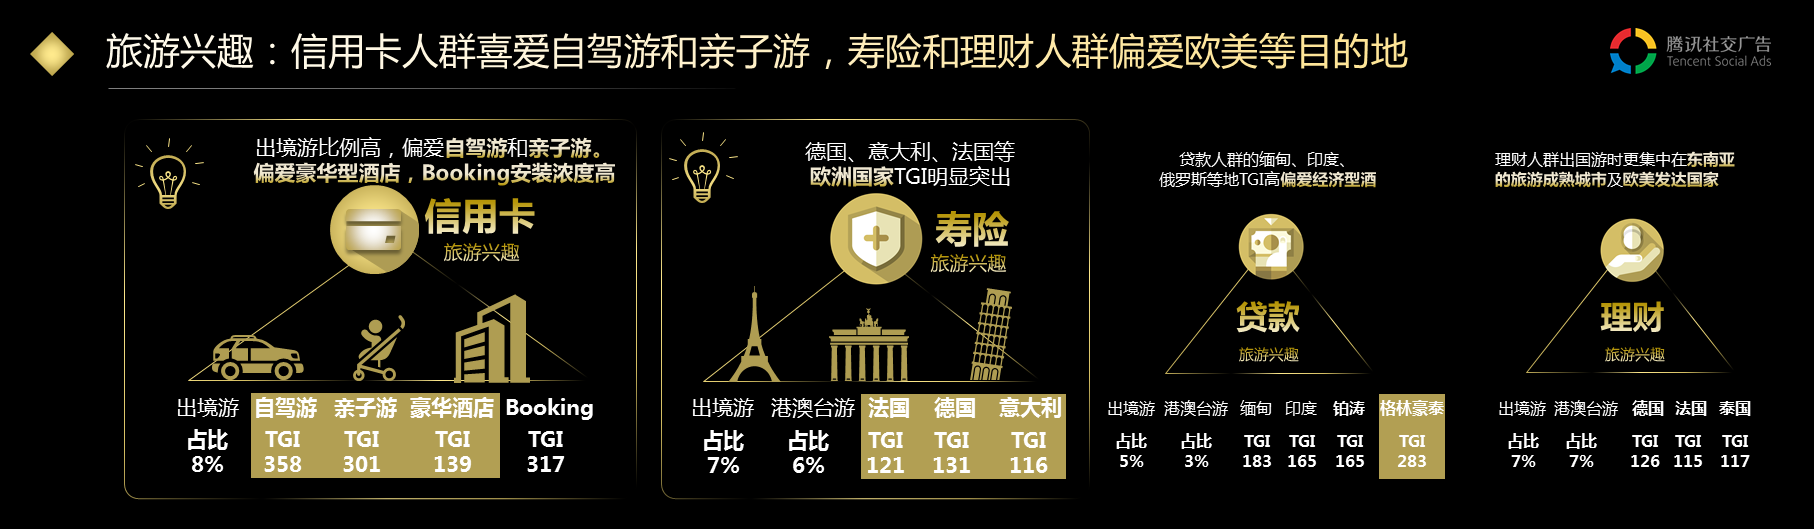 旅游兴趣：信用卡人群喜爱自驾游和亲子游，寿险和理财人群偏爱欧美等目的地
腾讯社交广告
Tencent Social Ads
出境游比例高，偏爱自驾游和亲子游。
偏爱豪华型酒店，Booking安装浓度高
信用卡
旅游兴趣
出境游 自驾游 亲子游 豪华酒店 Booking
占比 TGI TGI TGI TGI
8% 358 301 139 317
德国、意大利、法国等
欧洲国家TGI明显突出
寿险
旅游兴趣
出境游 港澳台游 法国 德国 意大利
占比 占比 TGI TGI TGI
7% 6% 121 131 116
贷款人群的缅甸、印度、
俄罗斯等地TGI高偏爱经济型酒
贷款
旅游兴趣
出境游 港澳台游 缅甸 印度 铂涛 格林豪泰
占比 占比 TGI TGI TGI TGI
5% 3% 183 165 165 283
理财人群出国游时更集中在东南亚
的旅游成熟城市及欧美发达国家
理财
旅游兴趣
出境游 港澳台游 德国 法国 泰国
占比 占比 TGI TGI TGI
7% 7% 126 115 117